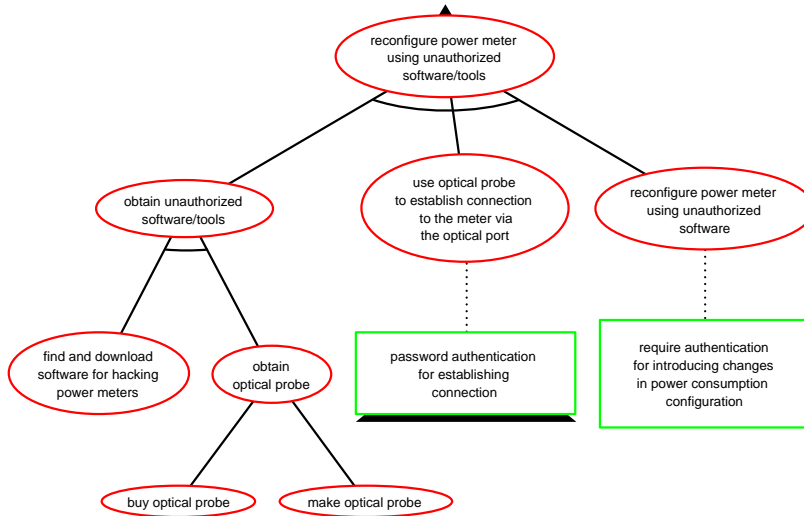 reconfigure power meter
using unauthorized
software/tools
obtain unauthorized
software/tools
use optical probe
to establish connection
to the meter via
the optical port
reconfigure power meter
using unauthorized
software
find and download
software for hacking
power meters
obtain
optical probe
password authentication
for establishing
connection
require authentication
for introducing changes
in power consumption
configuration
buy optical probe
make optical probe